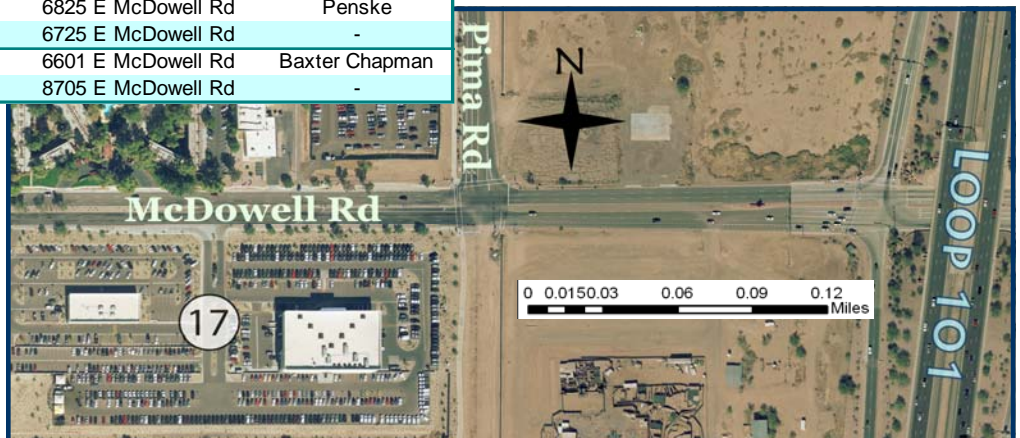 6825 E McDowell Rd Penske
6725 E McDowell Rd -
6601 E McDowell Rd Baxter Chapman
8705 E McDowell Rd -
Pima Rd
N
McDowell Rd
LOOP 101
17
0 0.0150.03 0.06 0.09 0.12
Miles